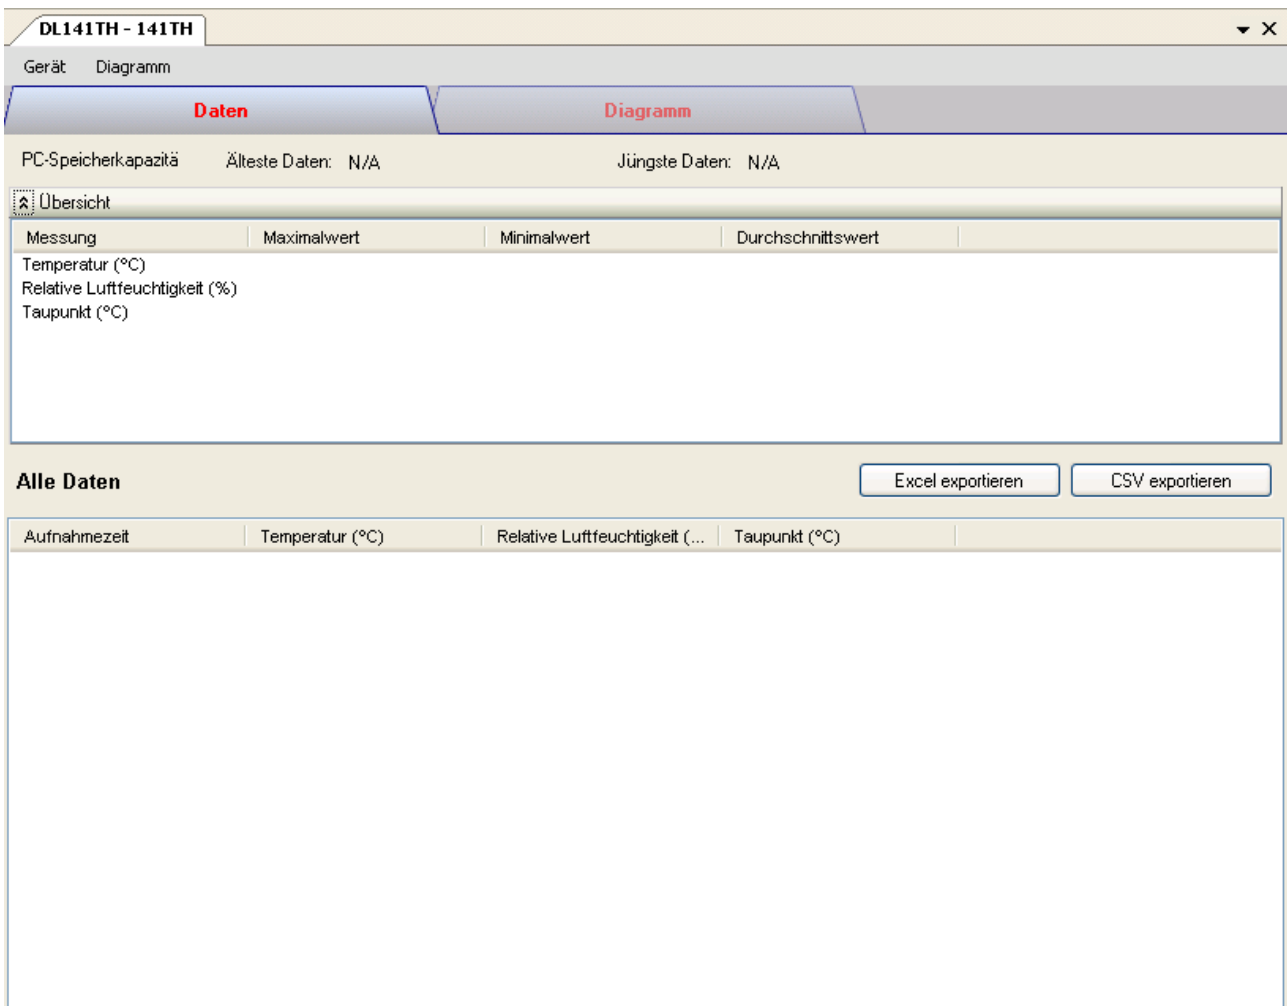 DL141TH - 141TH
Gerät Diagramm
Daten Diagramm
PC-Speicherkapazitä Älteste Daten: N/A Jüngste Daten: N/A
Übersicht
Messung Maximalwert Minimalwert Durchschnittswert
Temperatur (°C)
Relative Luftfeuchtigkeit (%)
Taupunkt (°C)
Alle Daten Excel exportieren CSV exportieren
Aufnahmezeit Temperatur (°C) Relative Luftfeuchtigkeit (... Taupunkt (°C)